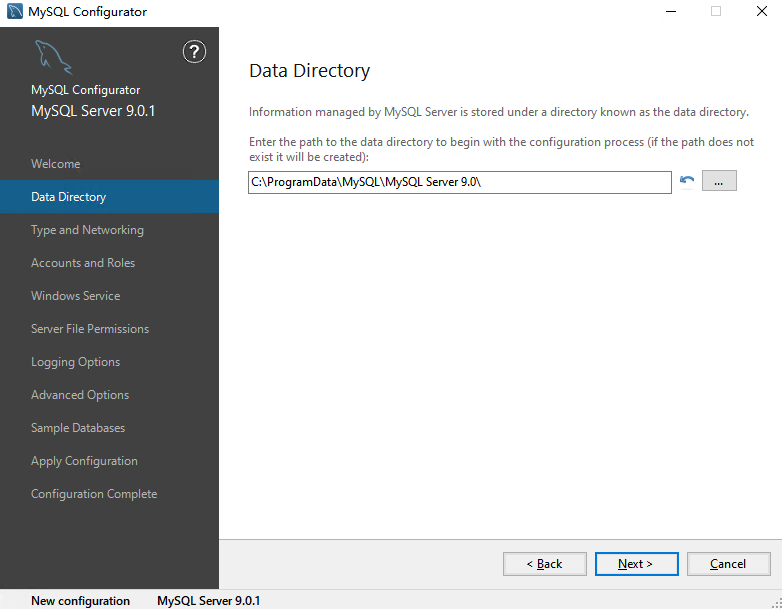 MySQL Configurator
?
MySQL Configurator
MySQL Server 9.0.1
Welcome
Data Directory
Type and Networking
Accounts and Roles
Windows Service
Server File Permissions
Logging Options
Advanced Options
Sample Databases
Apply Configuration
Configuration Complete
Data Directory
Information managed by MySQL Server is stored under a directory known as the data directory.
Enter the path to the data directory to begin with the configuration process (if the path does not
exist it will be created):
C:\ProgramData\MySQL\MySQL Server 9.0\
...
< Back
Next >
Cancel
New configuration
MySQL Server 9.0.1